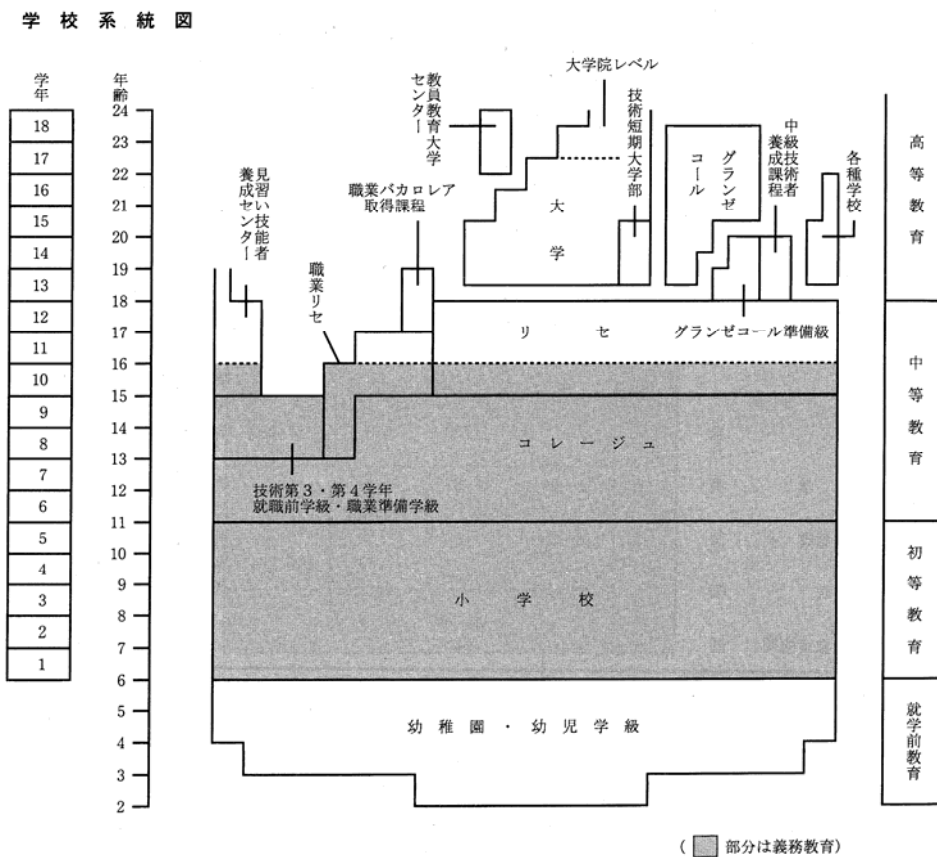 学校系統図
学年
年齢
18
17
16
15
14
13
12
11
10
9
8
7
6
5
4
3
2
1
24
23
22
21
20
19
18
17
16
15
14
13
12
11
10
9
8
7
6
5
4
3
2
見習い技能者
養成センター
職業リセ
職業バカロレア
取得課程
教員教育大学
センター
大学院レベル
大学
技術短期大学部
グランゼ
コール
中級技術者
養成課程
各種学校
リセ
グランゼコール準備級
コレージュ
技術第3・第4学年
就職前学級・職業準備学級
小学校
幼稚園・幼児学級
高等教育
中等教育
初等教育
就学前教育
(部分は義務教育)